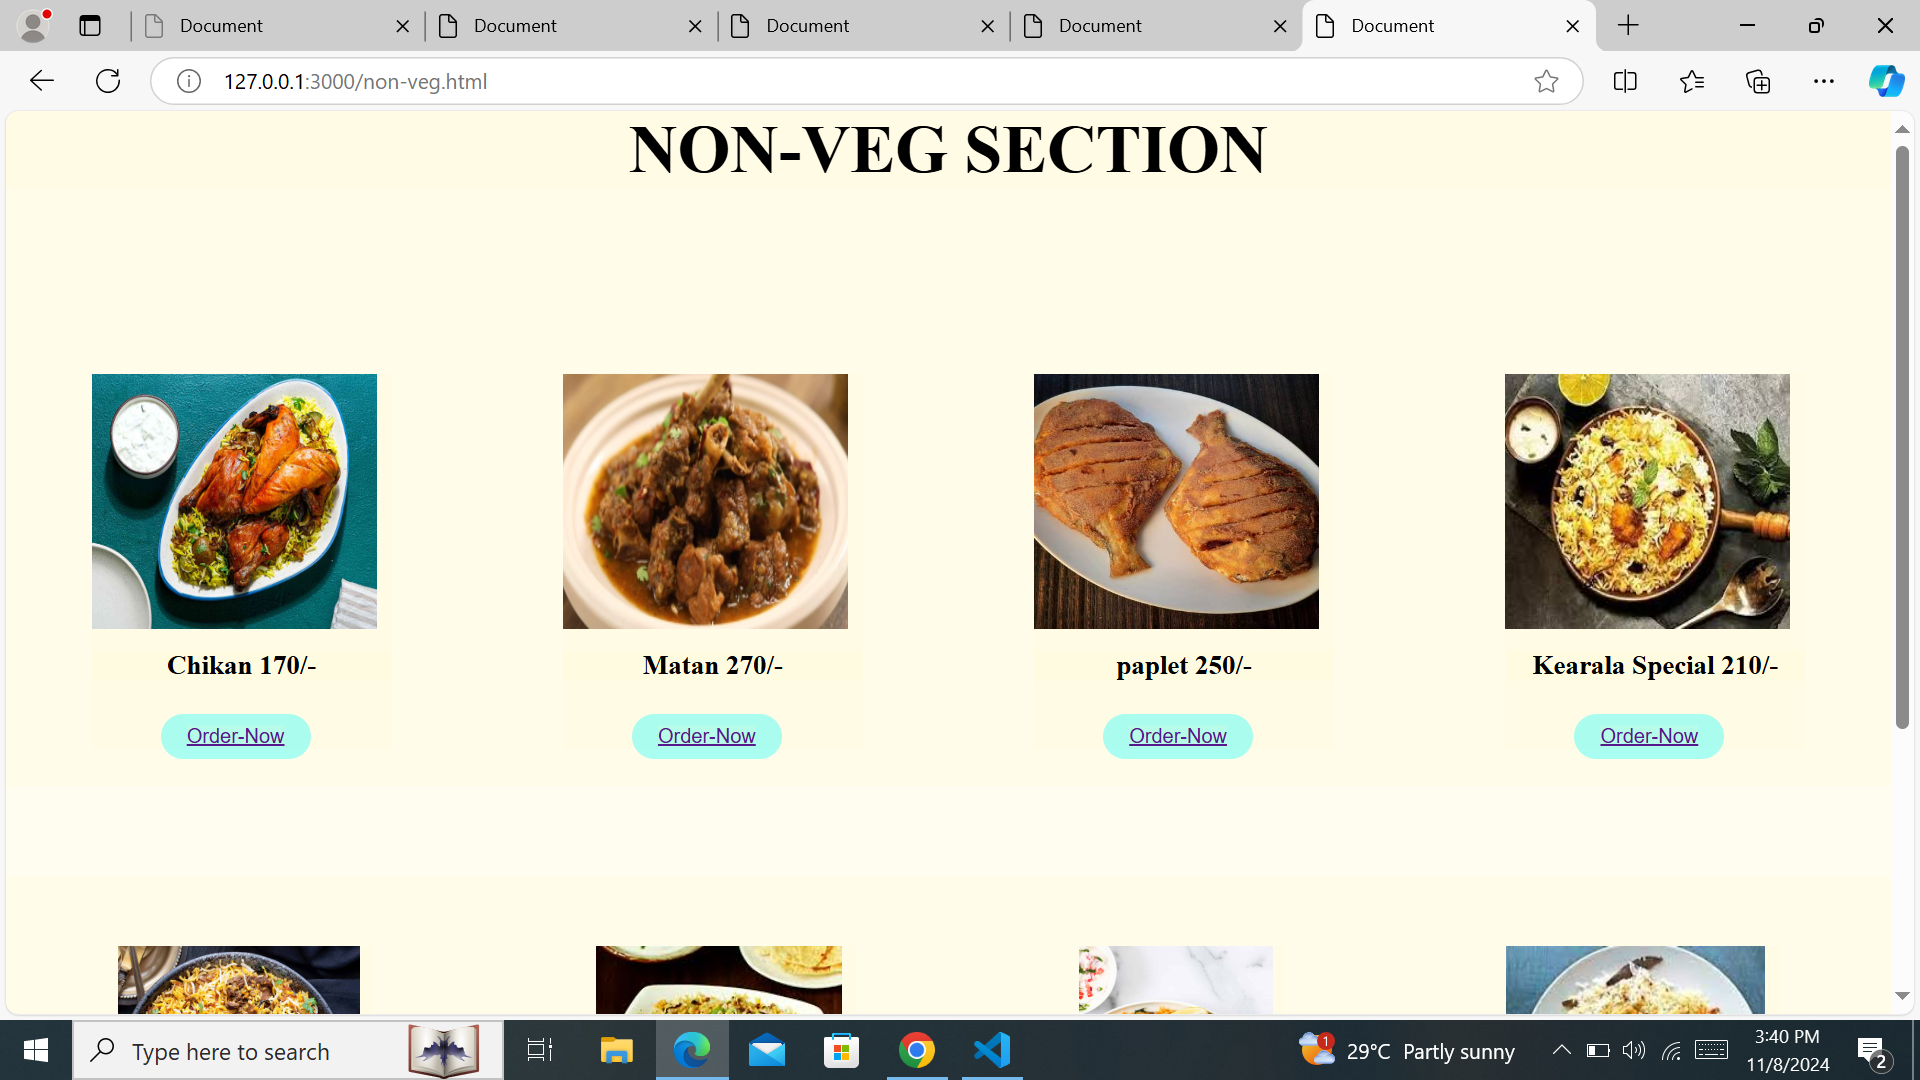 Document
Document
Document
Document
Document
127.0.0.1:3000/non-veg.html
NON-VEG SECTION
Chikan 170/-
Matan 270/-
paplet 250/-
Kearala Special 210/-
Order-Now
Order-Now
Order-Now
Order-Now
Type here to search
1
29°C Partly sunny
3:40 PM
11/8/2024
2